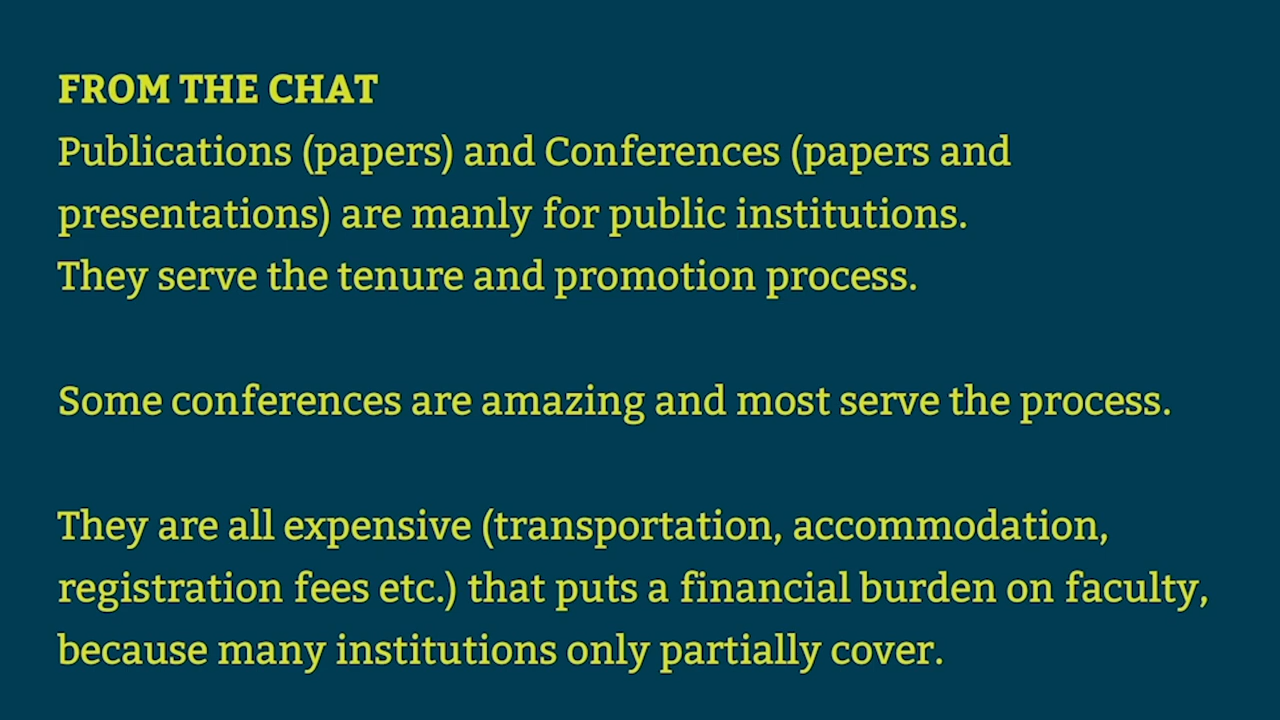 FROM THE CHAT
Publications (papers) and Conferences (papers and
presentations) are manly for public institutions.
They serve the tenure and promotion process.
Some conferences are amazing and most serve the process.
They are all expensive (transportation, accommodation,
registration fees etc.) that puts a financial burden on faculty,
because many institutions only partially cover.